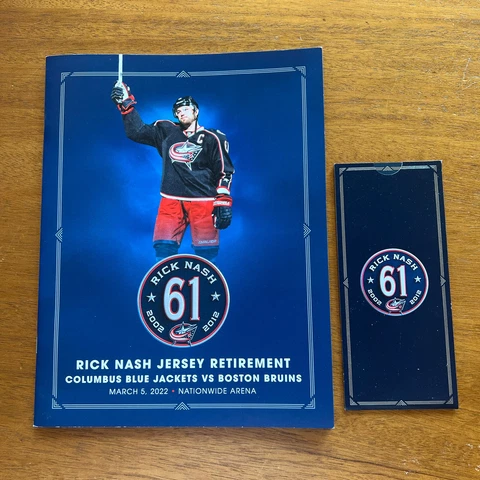 C
RICK NASH
61
2002 2012
RICK NASH JERSEY RETIREMENT
COLUMBUS BLUE JACKETS VS BOSTON BRUINS
MARCH 5, 2022 • NATIONWIDE ARENA
RICK NASH
61
2002 2012